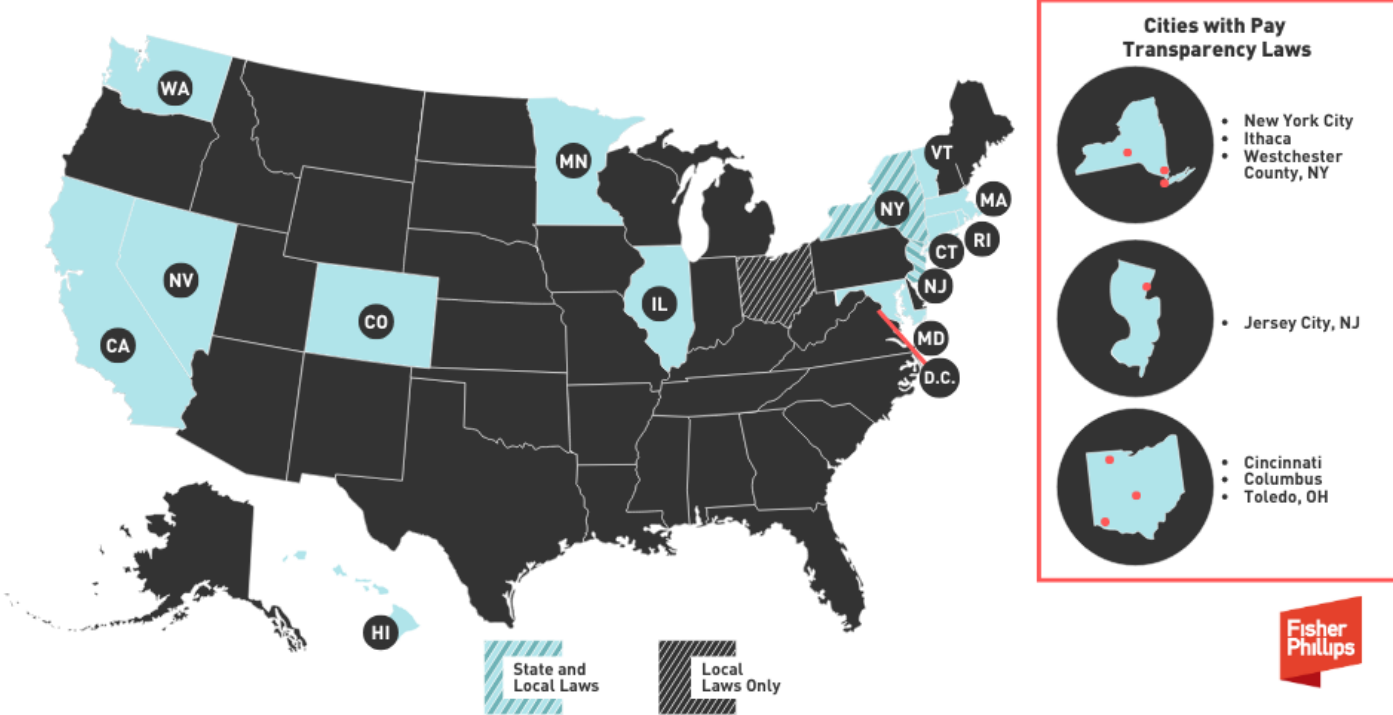 WA
MN
VT
MA
NY
RI
CT
NV
NJ
IL
CO
CA
MD
D.C.
HI
State and
Local Laws
Local
Laws Only
Cities with Pay
Transparency Laws
• New York City
• Ithaca
• Westchester
County, NY
• Jersey City, NJ
• Cincinnati
• Columbus
• Toledo, OH
Fisher
Phillips